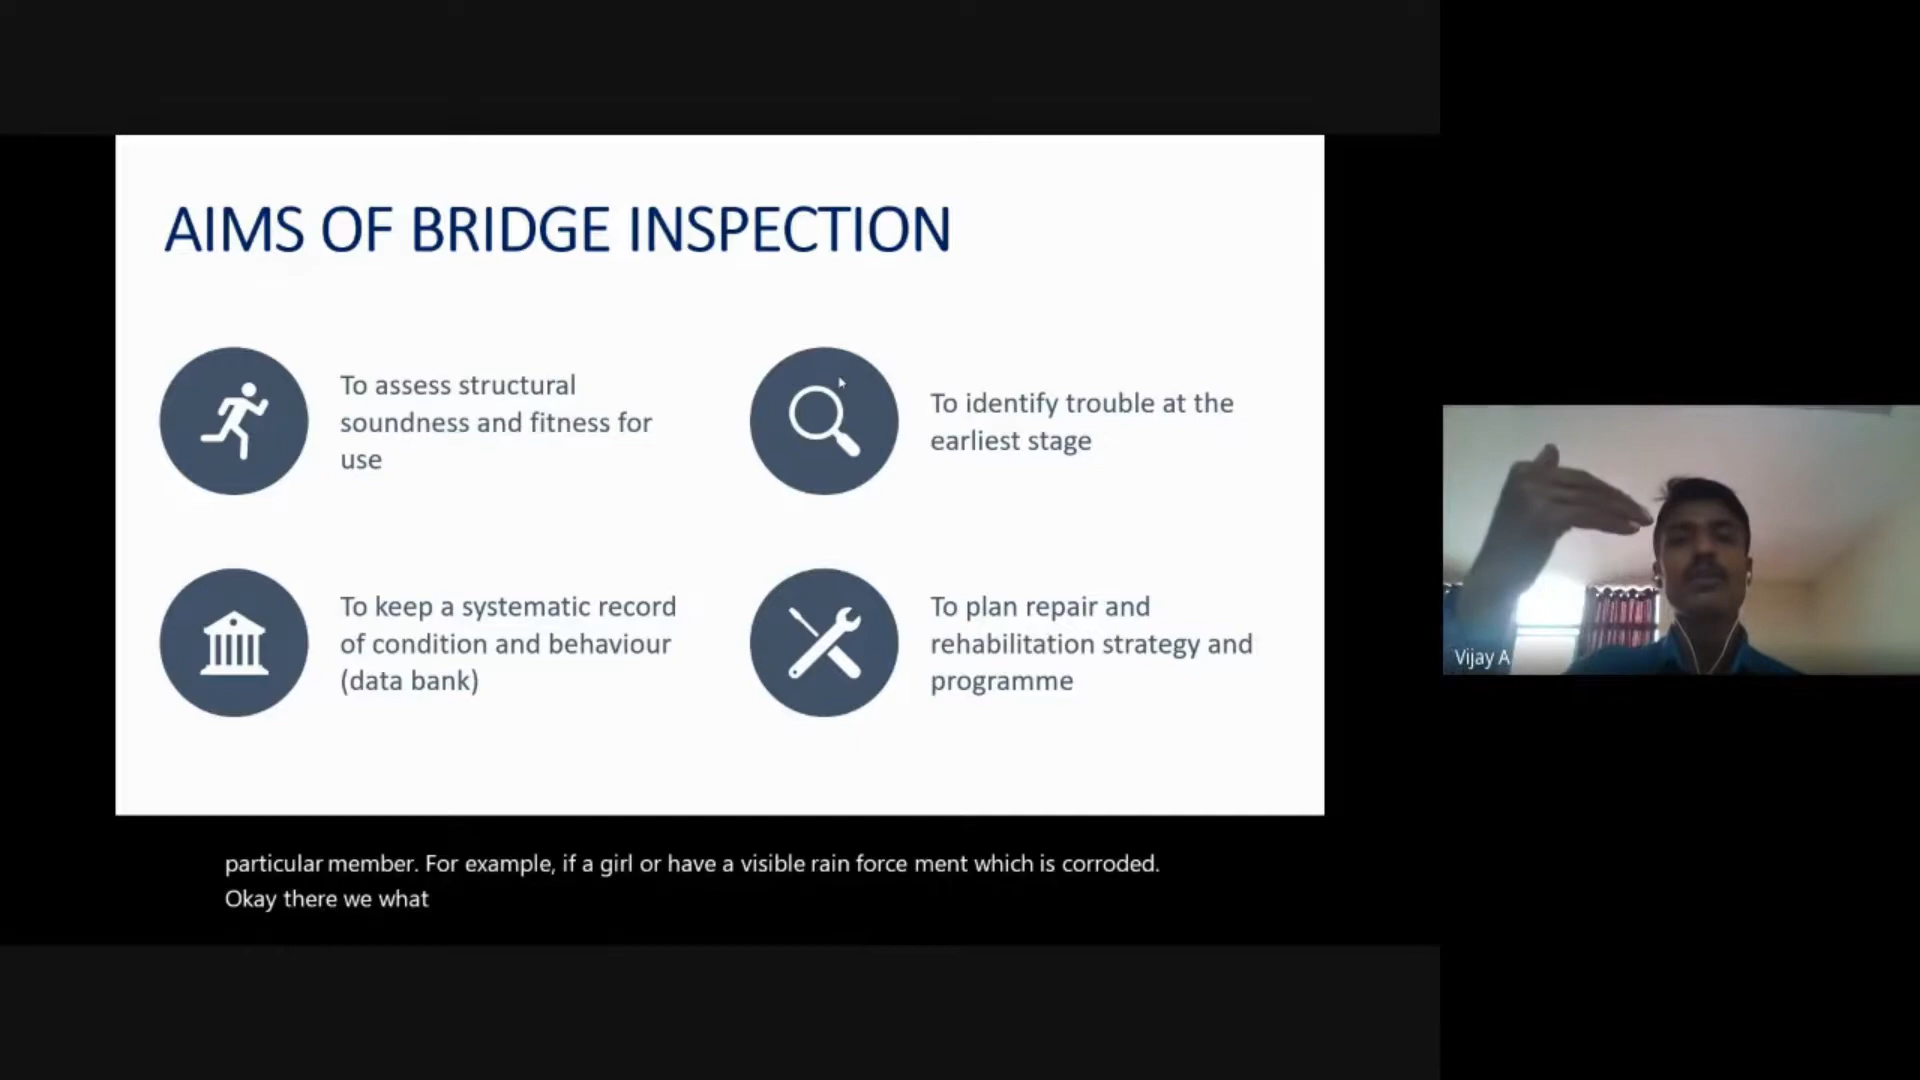 AIMS OF BRIDGE INSPECTION
To assess structural
soundness and fitness for
use
To identify trouble at the
earliest stage
To keep a systematic record
of condition and behaviour
(data bank)
To plan repair and
rehabilitation strategy and
programme
Vijay A
particular member. For example, if a girl or have a visible rain force ment which is corroded.
Okay there we what